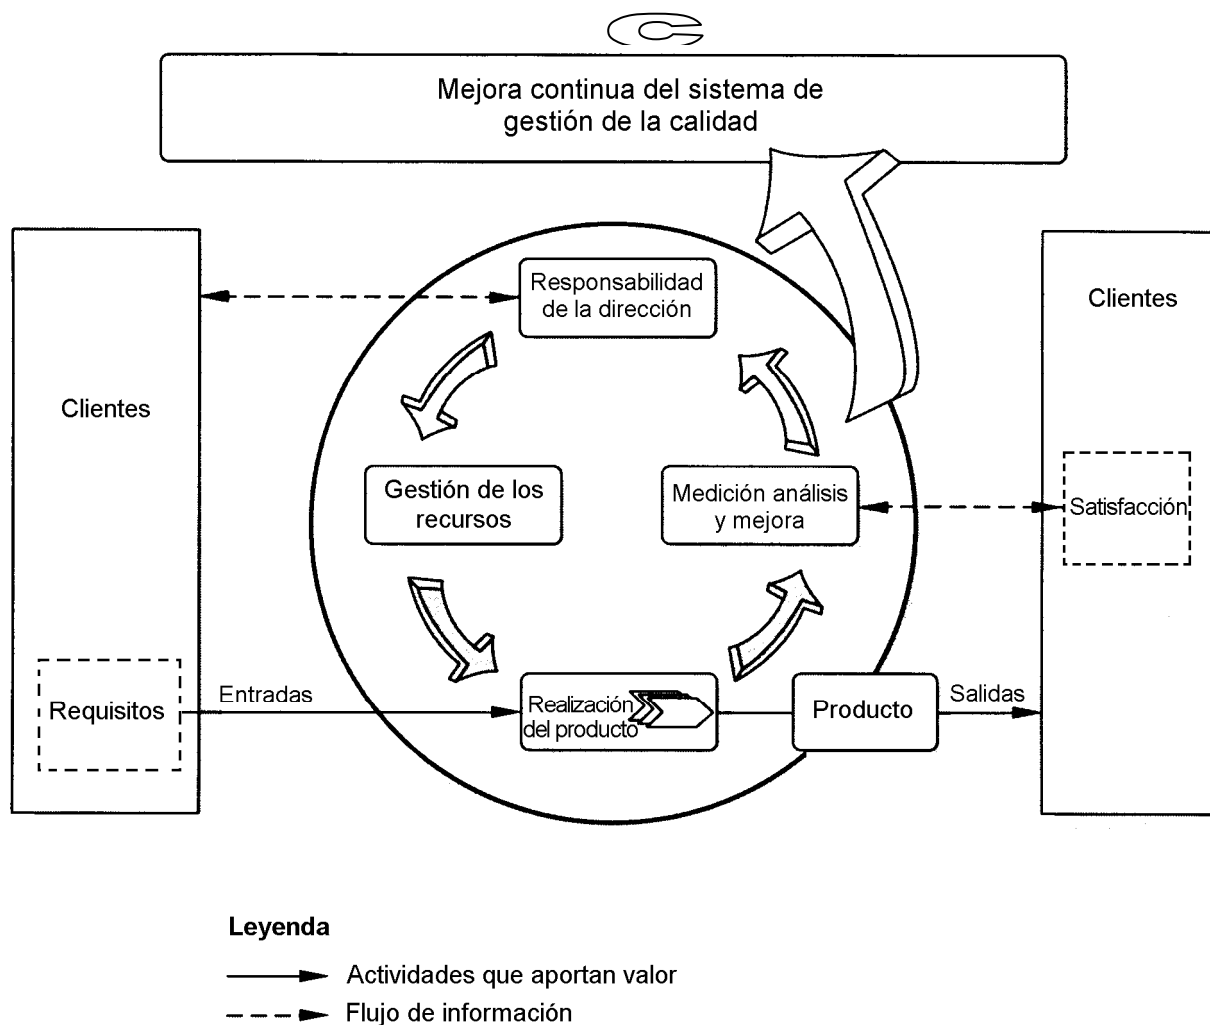 Mejora continua del sistema de
gestión de la calidad
Responsabilidad
de la dirección
Clientes
Clientes
Gestión de los
recursos
Medición análisis
y mejora
Satisfacción
Requisitos
Entradas
Realización
del producto
Producto
Salidas
Leyenda
Actividades que aportan valor
Flujo de información